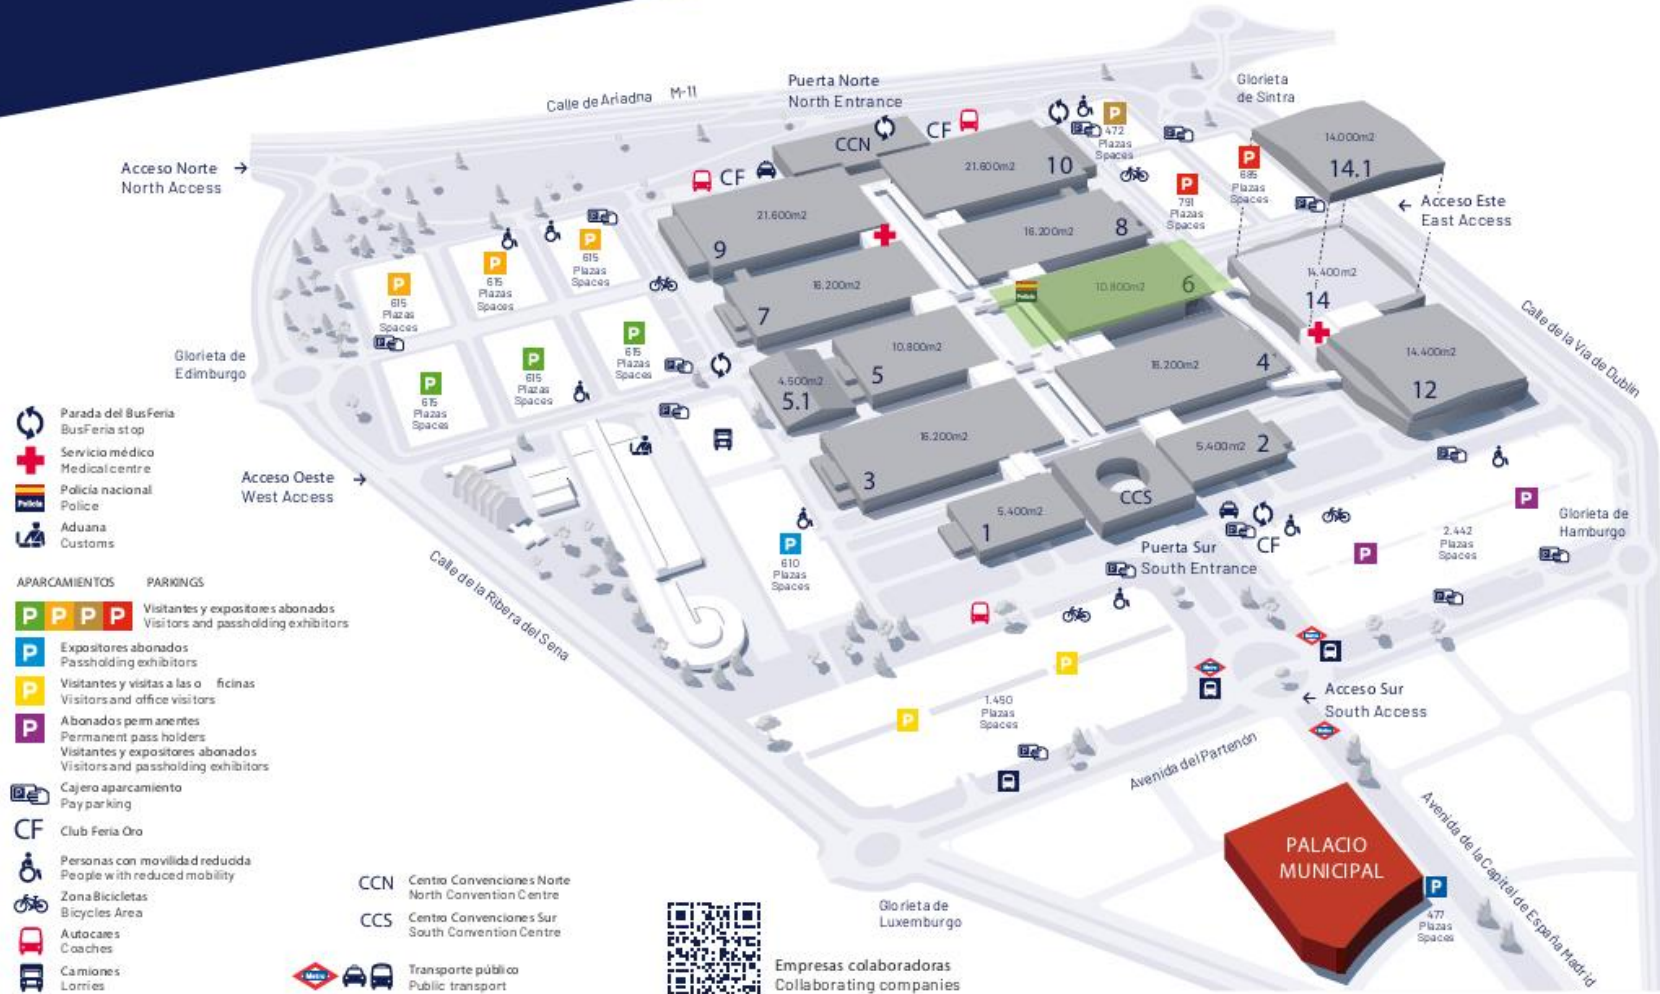 Calle de Ariadna M-11
Puerta Norte
North Entrance
Glorieta
de Sintra
Acceso Norte →
North Access
CCN
CF
CF
472
Plazas
Spaces
21.600m2
10
14.000m2
14.1
P
685
Plazas
Spaces
P
791
Plazas
Spaces
← Acceso Este
East Access
21.600m2
9
16.200m2
8
P
615
Plazas
Spaces
P
615
Plazas
Spaces
P
615
Plazas
Spaces
16.200m2
7
Policía
10.800m2
6
14.400m2
14
Calle de la Via de Dublin
Glorieta de
Edimburgo
P
615
Plazas
Spaces
P
615
Plazas
Spaces
P
615
Plazas
Spaces
10.800m2
5
4.500m2
5.1
16.200m2
4
14.400m2
12
Acceso Oeste →
West Access
16.200m2
3
5.400m2
2
CCS
5.400m2
1
Calle de la Ribera del Sena
P
610
Plazas
Spaces
Puerta Sur
South Entrance
CF
P
P
2.442
Plazas
Spaces
Glorieta de
Hamburgo
P
P
1.450
Plazas
Spaces
Metro
Metro
Metro
← Acceso Sur
South Access
Avenida del Partenón
Avenida de la Capital de España Madrid
PALACIO
MUNICIPAL
P
477
Plazas
Spaces
Glorieta de
Luxemburgo
Parada del BusFeria
BusFeria stop
Servicio médico
Medical centre
Policía
Policía nacional
Police
Aduana
Customs
APARCAMIENTOS PARKINGS
P P P P
Visitantes y expositores abonados
Visitors and passholding exhibitors
P
Expositores abonados
Passholding exhibitors
P
Visitantes y visitas a las o ficinas
Visitors and office visitors
P
Abonados permanentes
Permanent pass holders
Visitantes y expositores abonados
Visitors and passholding exhibitors
Cajero aparcamiento
Pay parking
CF Club Feria Oro
Personas con movilidad reducida
People with reduced mobility
Zona Bicicletas
Bicycles Area
Autocares
Coaches
Camiones
Lorries
CCN Centro Convenciones Norte
North Convention Centre
CCS Centro Convenciones Sur
South Convention Centre
Metro
Transporte público
Public transport
Empresas colaboradoras
Collaborating companies